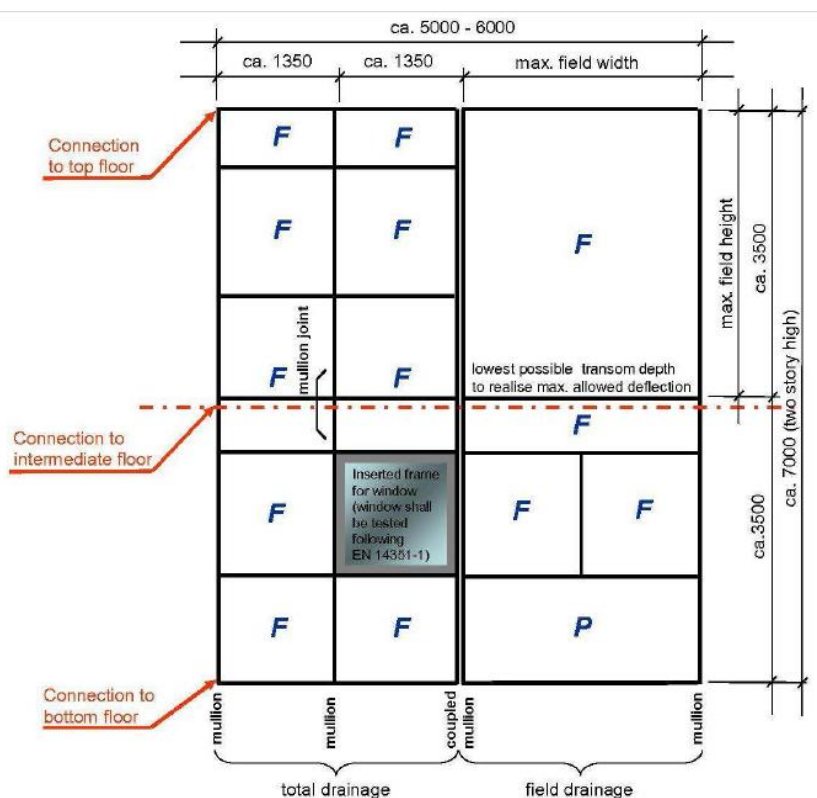 ca. 5000 - 6000
ca. 1350
ca. 1350
max. field width
Connection
to top floor
F
F
F
F
F
max. field height
ca. 3500
mullion joint
F
F
lowest possible transom depth
to realise max. allowed deflection
ca. 7000 (two story high)
Connection to
intermediate floor
F
Inserted frame
for window
(window shall
be tested
following
EN 14351-1)
F
F
F
ca.3500
F
F
P
Connection to
bottom floor
mullion
mullion
coupled
mullion
mullion
total drainage
field drainage